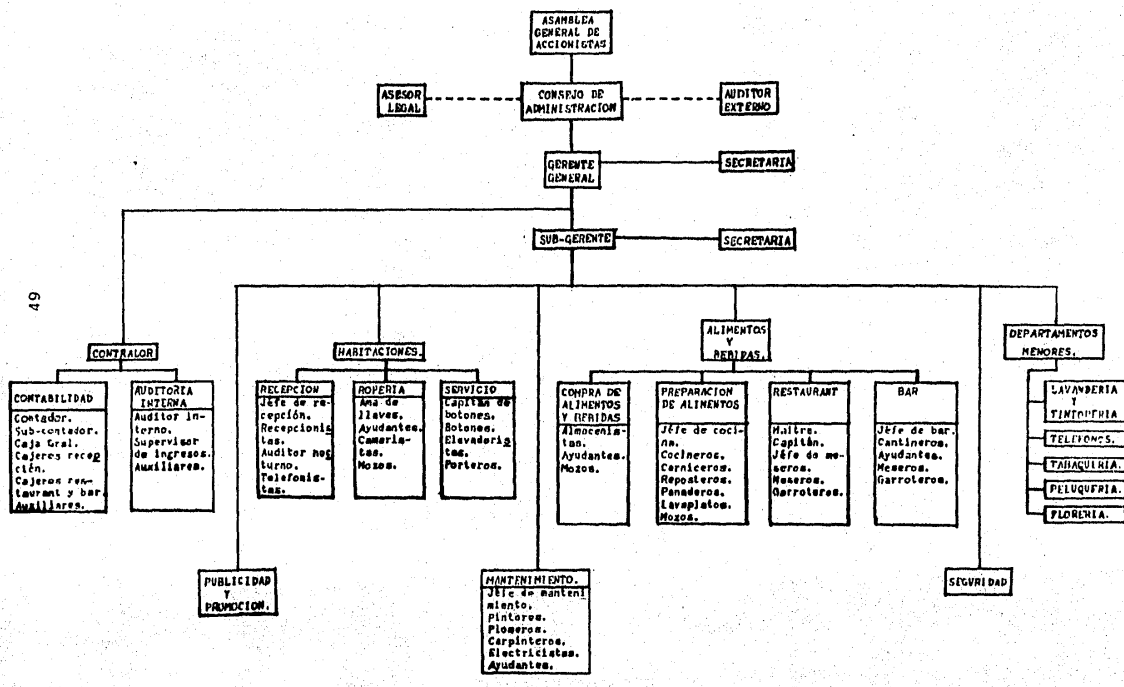 ASAMBLEA
GENERAL DE
ACCIONISTAS
ASESOR
LEGAL
CONSEJO DE
ADMINISTRACION
AUDITOR
EXTERNO
GERENTE
GENERAL
SECRETARIA
SUB-GERENTE
SECRETARIA
49
CONTRALOR
CONTABILIDAD
Contador.
Sub-contador.
Caja Gral.
Cajeros recep
ción.
Cajeros res-
taurant y bar.
Auxiliares.
AUDITORIA
INTERNA
Auditor in-
terno.
Supervisor
de ingresos.
Auxiliares.
HABITACIONES.
RECEPCION
Jéfe de re-
cepción.
Recepcionis
tas.
Auditor noc
turno.
Telefonis-
tas.
ROPERIA
Ama de
llaves.
Ayudantes.
Camaris-
tas.
Mozos.
SERVICIO
Capitán de
botones.
Botones.
Elevadoris
tas.
Porteros.
ALIMENTOS
Y
BEBIDAS.
COMPRA DE
ALIMENTOS
Y BEBIDAS
Almacenis-
tas.
Ayudantes.
Mozos.
PREPARACION
DE ALIMENTOS
Jéfe de coci-
na.
Cocineros.
Carniceros.
Reposteros.
Panaderos.
Lavaplatos.
Mozos.
RESTAURANT
Maitre.
Capitán.
Jéfe de me-
seros.
Meseros.
Garroteros.
BAR
Jéfe de bar.
Cantineros.
Ayudantes.
Meseros.
Garroteros.
DEPARTAMENTOS
MENORES.
LAVANDERIA
Y
TINTORERIA
TELEFONOS.
TABAQUERIA.
PELUQUERIA.
FLORERIA.
PUBLICIDAD
Y
PROMOCION.
MANTENIMIENTO.
Jéfe de manteni
miento.
Pintores.
Plomeros.
Carpinteros.
Electricistas.
Ayudantes.
SEGURIDAD